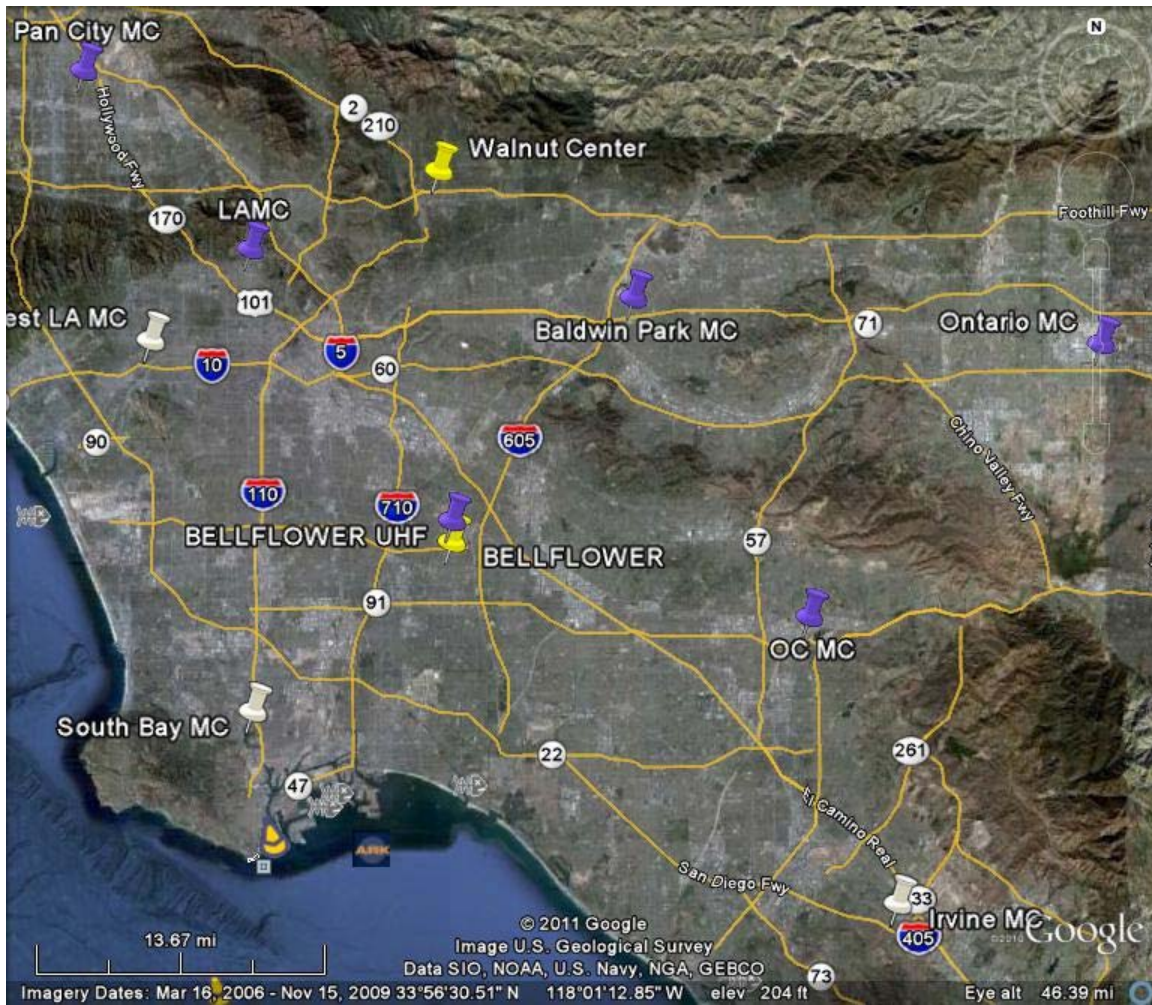 Pan City MC
N
Hollywood Fwy
2
210
Walnut Center
170
LAMC
Foothill Fwy
101
est LA MC
Baldwin Park MC
71
Ontario MC
10
5
60
Chino Valley Fwy
90
605
110
710
BELLFLOWER UHF
BELLFLOWER
57
91
OC MC
South Bay MC
22
261
47
El Camino Real
ARK
San Diego Fwy
33
Irvine MC
405
73
13.67 mi
© 2011 Google
Image U.S. Geological Survey
Data SIO, NOAA, U.S. Navy, NGA, GEBCO
©2010 Google
Imagery Dates: Mar 16, 2006 - Nov 15, 2009 33°56'30.51" N 118°01'12.85" W elev 204 ft Eye alt 46.39 mi